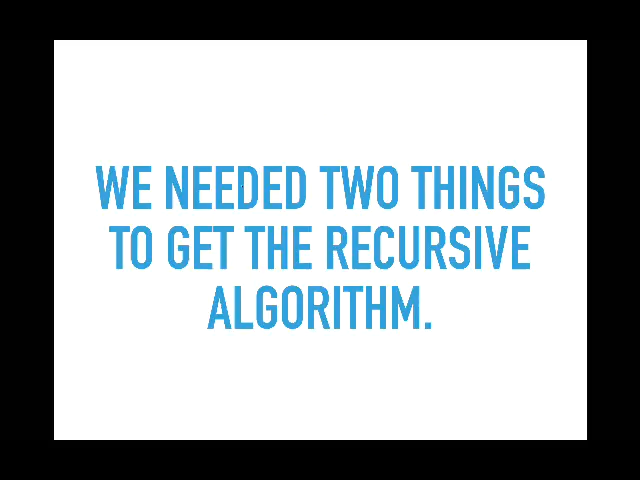 WE NEEDED TWO THINGS
TO GET THE RECURSIVE
ALGORITHM.